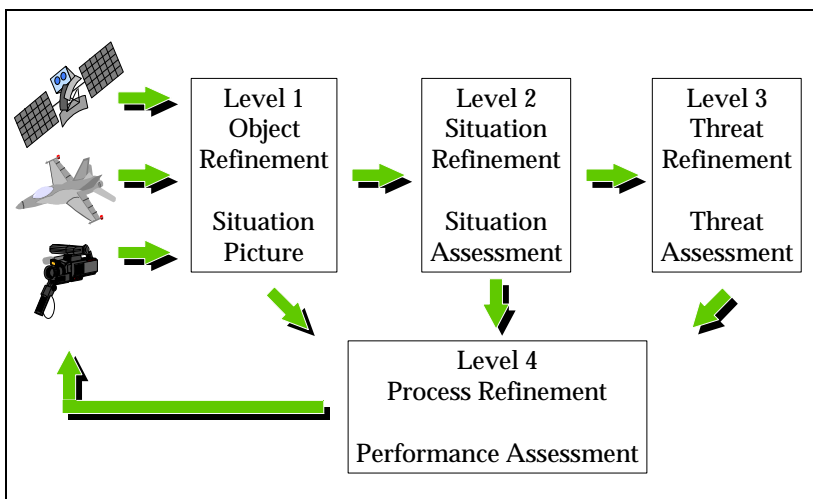 Level 1
Object
Refinement
Situation
Picture
Level 2
Situation
Refinement
Situation
Assessment
Level 3
Threat
Refinement
Threat
Assessment
Level 4
Process Refinement
Performance Assessment